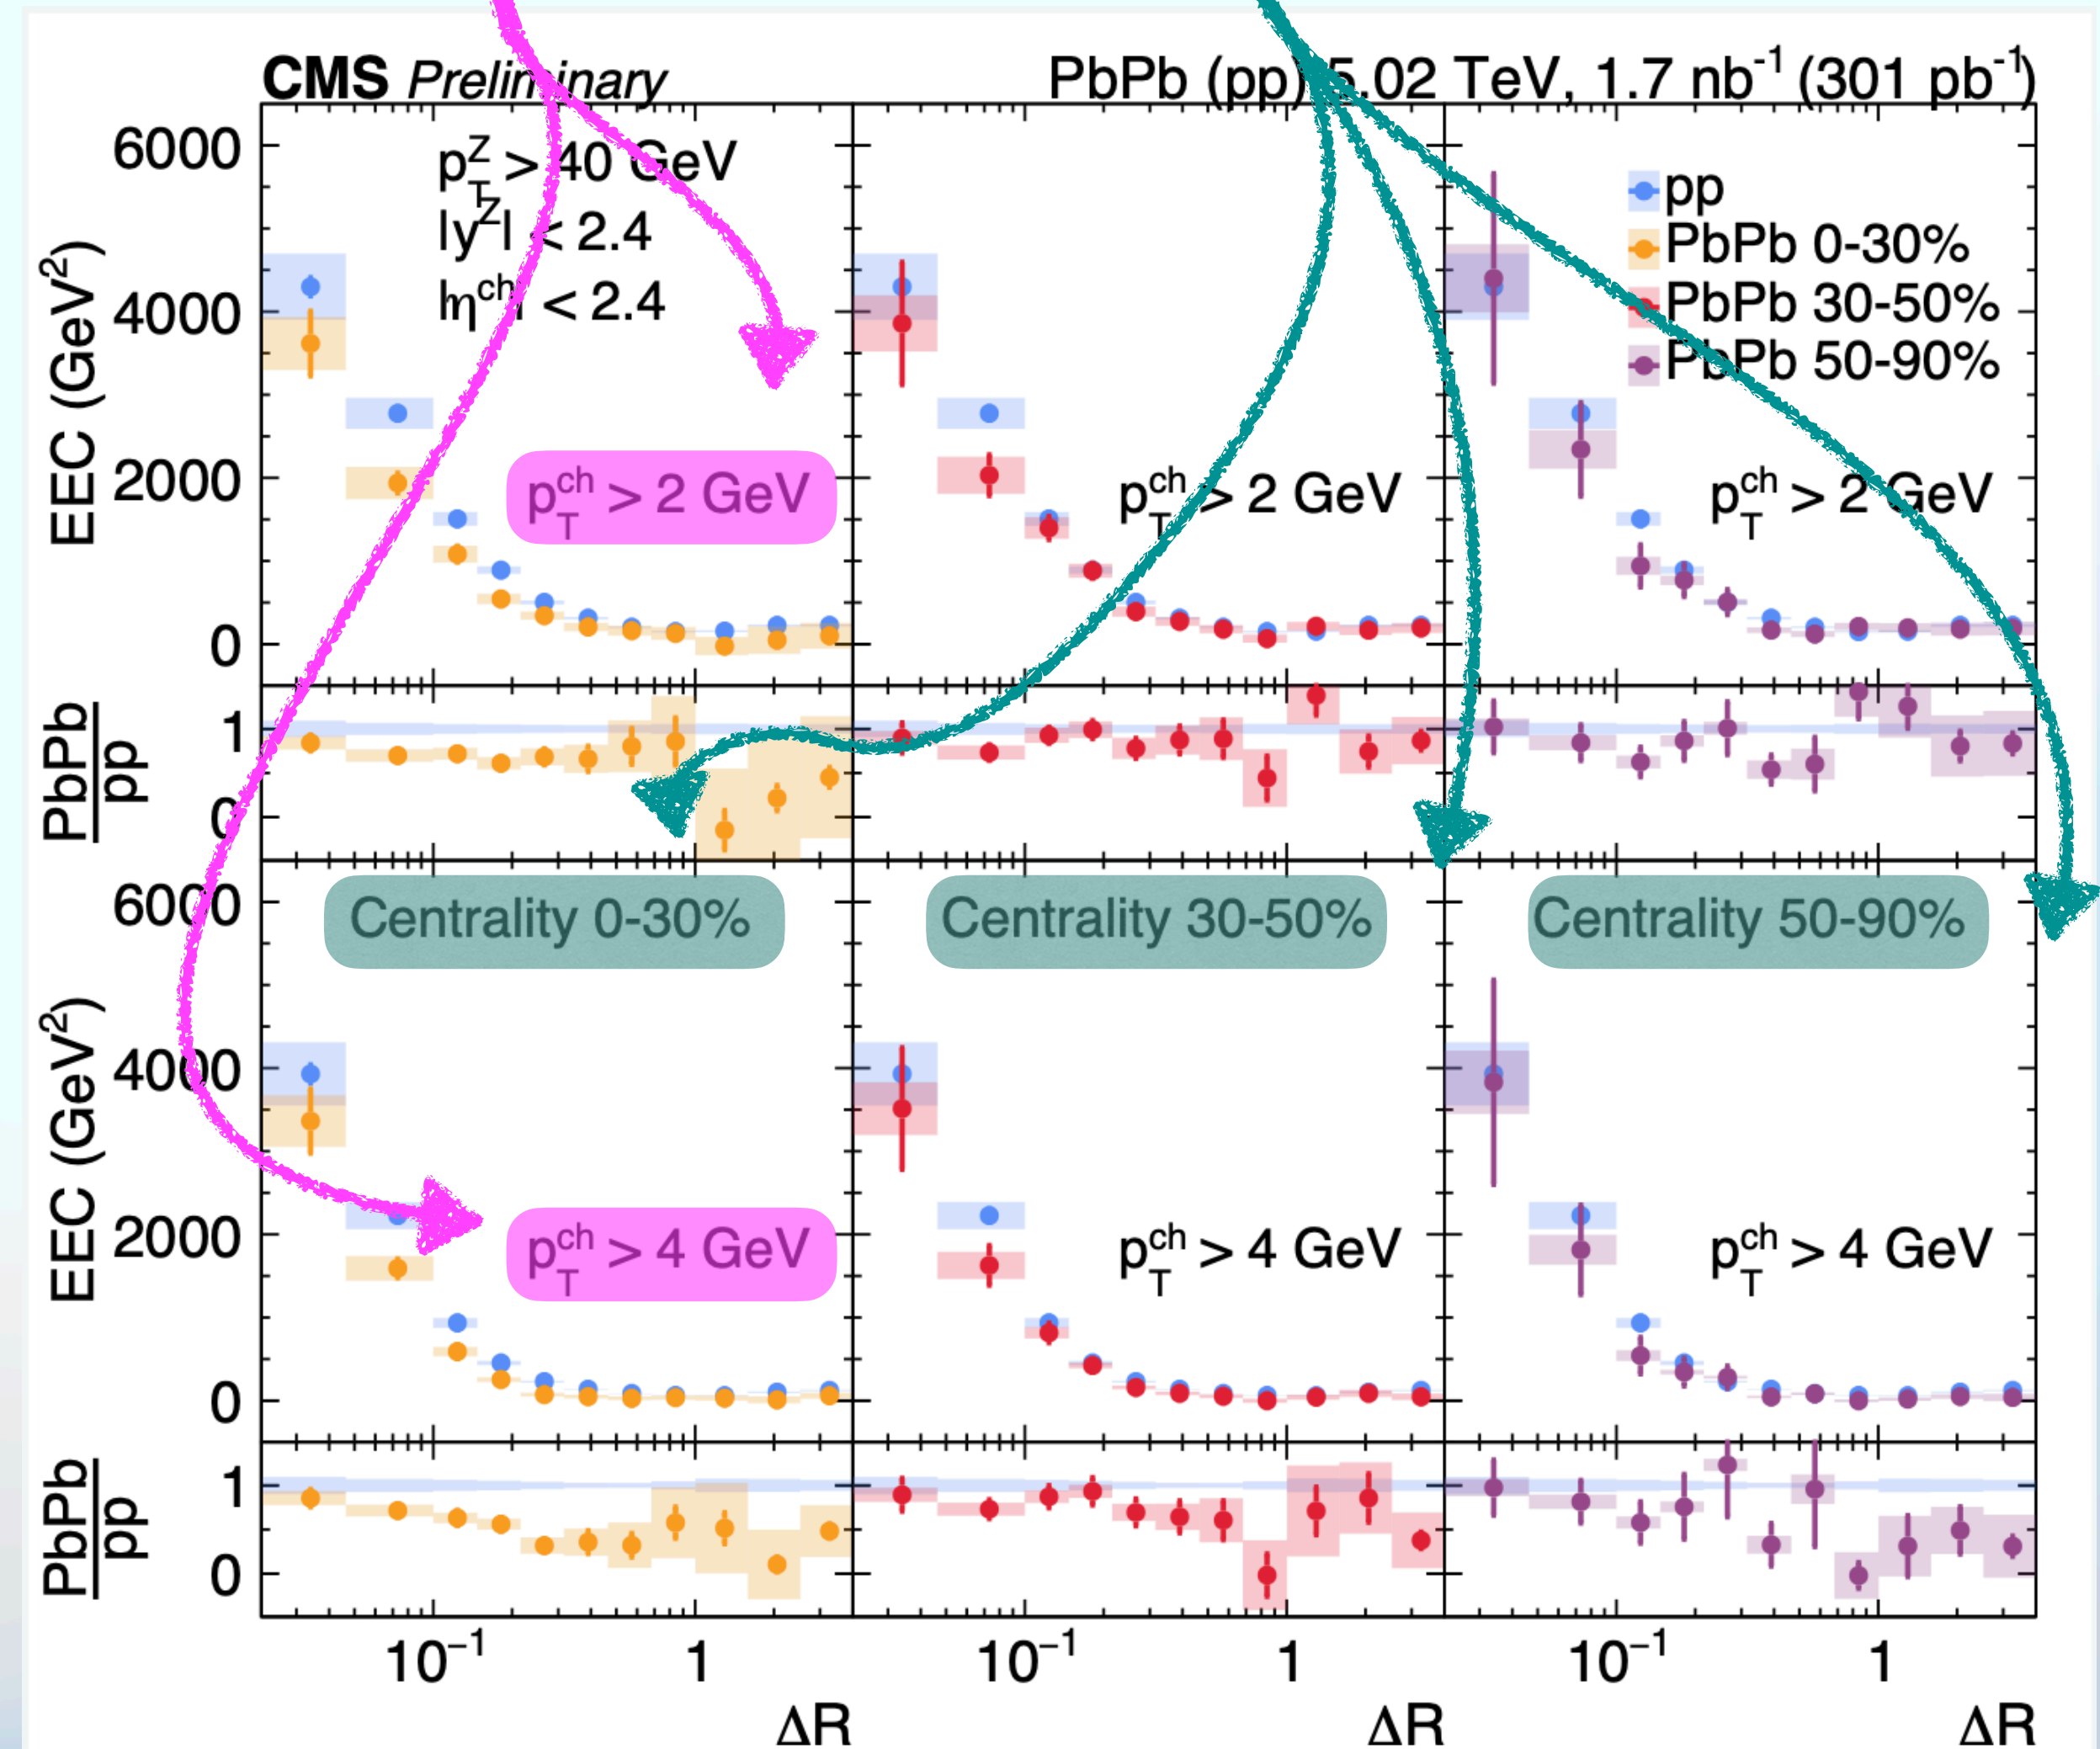 CMS Preliminary
PbPb (pp) 5.02 TeV, 1.7 nb⁻¹ (301 pb⁻¹)
EEC (GeV²)
6000
4000
2000
0
p_T^Z > 40 GeV
|y^Z| < 2.4
|η^ch| < 2.4
p_T^ch > 2 GeV
p_T^ch > 2 GeV
pp
PbPb 0-30%
PbPb 30-50%
PbPb 50-90%
p_T^ch > 2 GeV
PbPb
pp
1
0
EEC (GeV²)
6000
4000
2000
0
Centrality 0-30%
Centrality 30-50%
Centrality 50-90%
p_T^ch > 4 GeV
p_T^ch > 4 GeV
p_T^ch > 4 GeV
PbPb
pp
1
0
10⁻¹ 1 10⁻¹ 1 10⁻¹ 1
ΔR ΔR ΔR